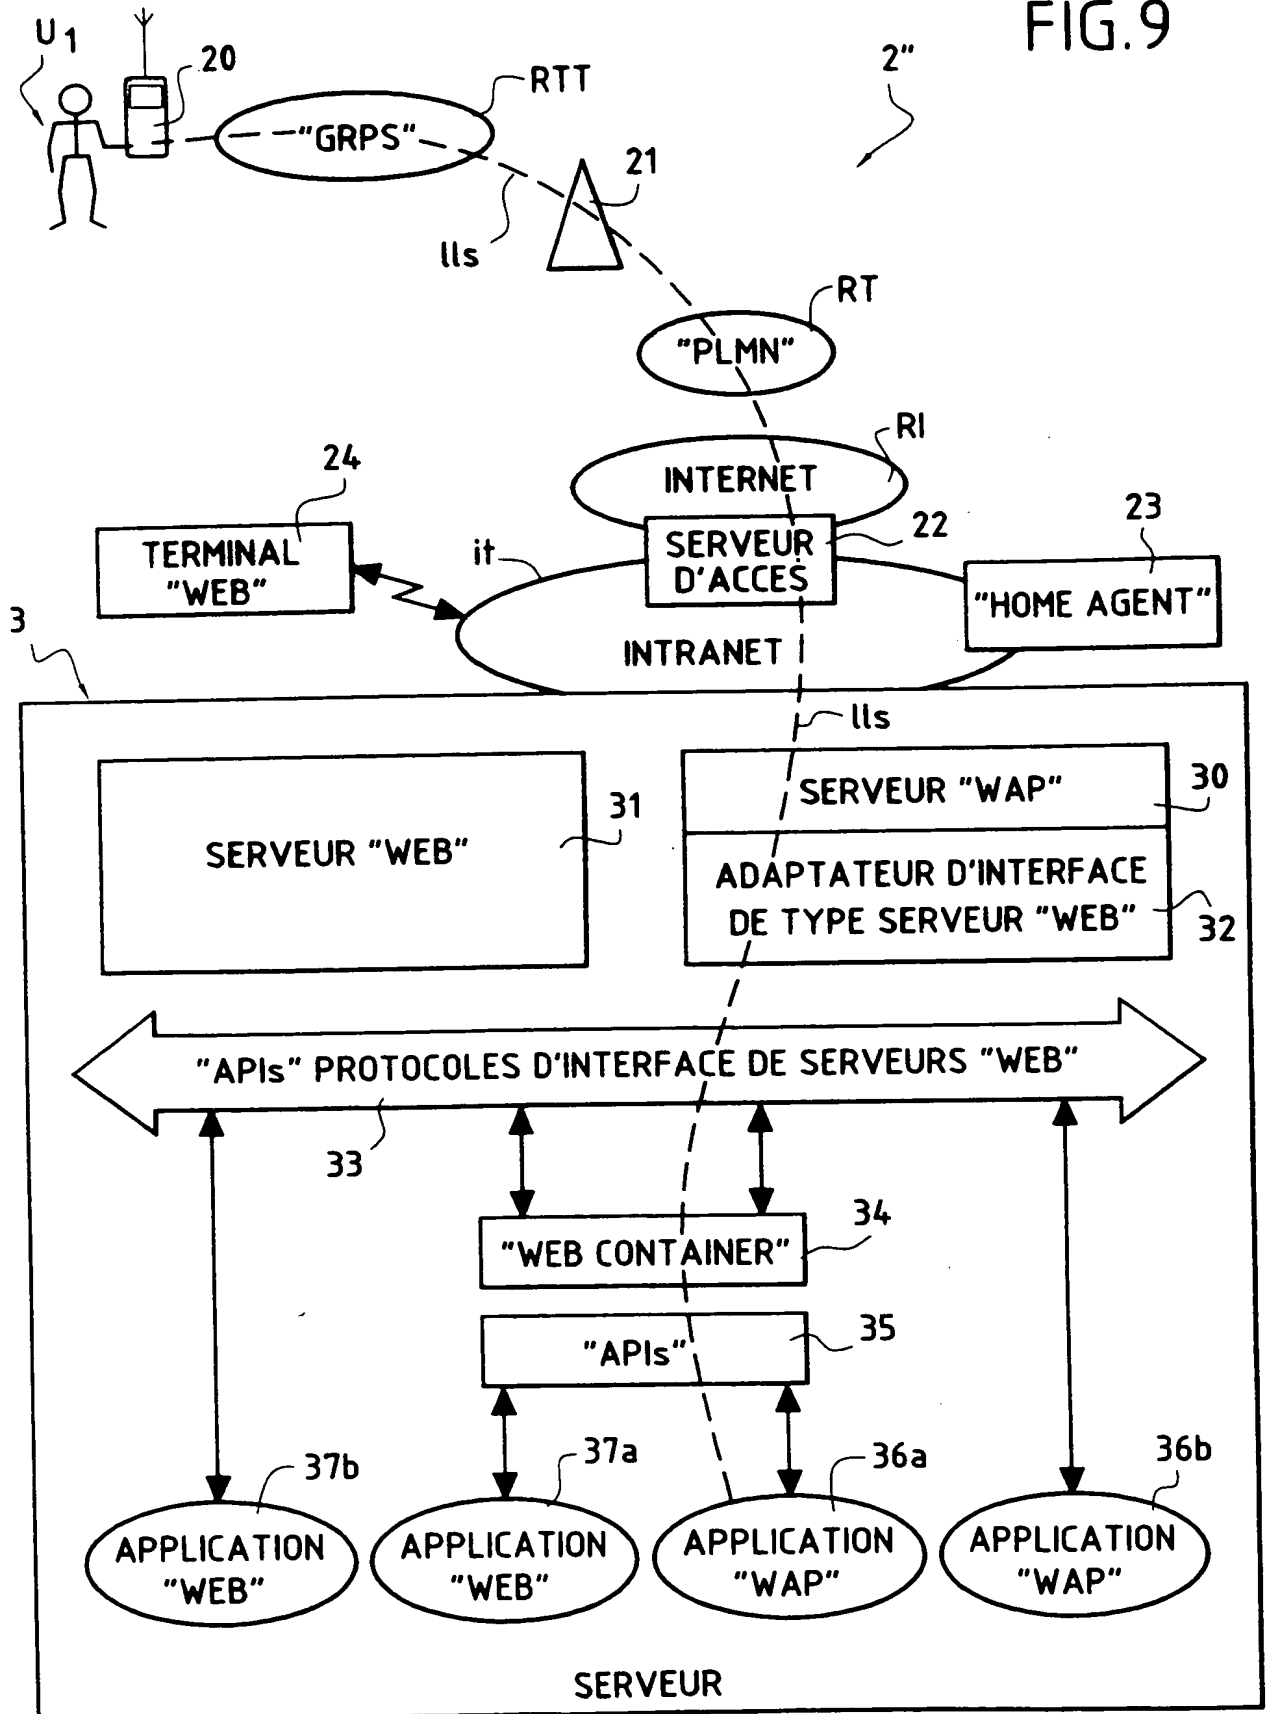 FIG.9
U1
20
RTT
2"
"GRPS"
21
lls
RT
"PLMN"
RI
24
INTERNET
22
23
TERMINAL
"WEB"
it
SERVEUR
D'ACCES
"HOME AGENT"
3
INTRANET
lls
SERVEUR "WEB"
31
SERVEUR "WAP"
30
ADAPTATEUR D'INTERFACE
DE TYPE SERVEUR "WEB"
32
"APIs" PROTOCOLES D'INTERFACE DE SERVEURS "WEB"
33
34
"WEB CONTAINER"
35
"APIs"
37b
37a
36a
36b
APPLICATION
"WEB"
APPLICATION
"WEB"
APPLICATION
"WAP"
APPLICATION
"WAP"
SERVEUR